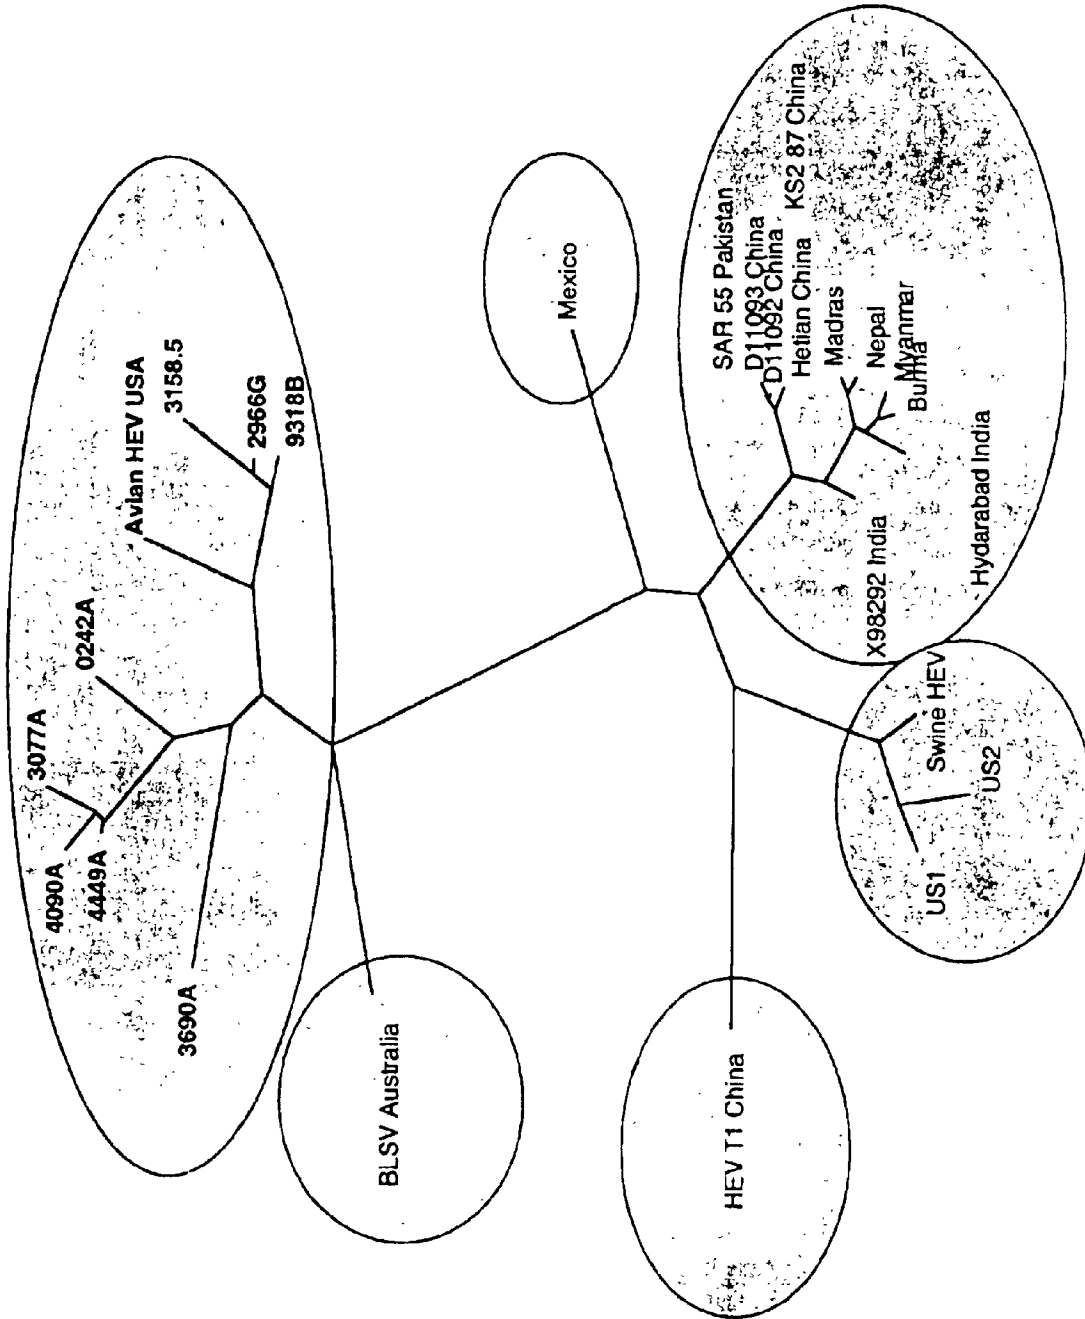 3077A
4090A
4449A
0242A
3690A
Avian HEV USA
3158.5
2966G
9318B
BLSV Australia
Mexico
HEV T1 China
SAR 55 Pakistan
D11093 China
D11092 China
KS2 87 China
Hetian China
Madras
Nepal
Myanmar
Burma
Hydarabad India
X98292 India
Swine HEV
US2
US1